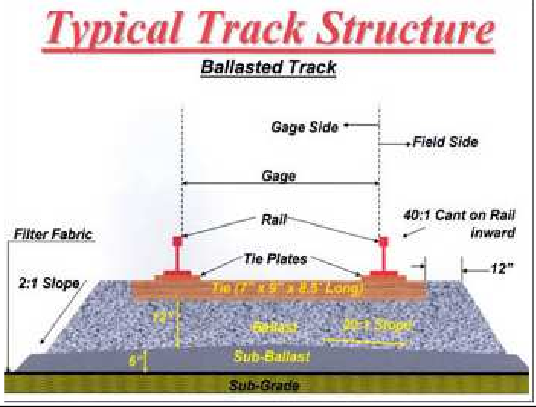 Typical Track Structure
Ballasted Track
Gage Side
Field Side
Gage
Rail
40:1 Cant on Rail
inward
Filter Fabric
Tie Plates
12"
2:1 Slope
Tie (7" x 9" x 8.5' Long)
12"
Ballast
Slope
Sub-Ballast
6"
Sub-Grade